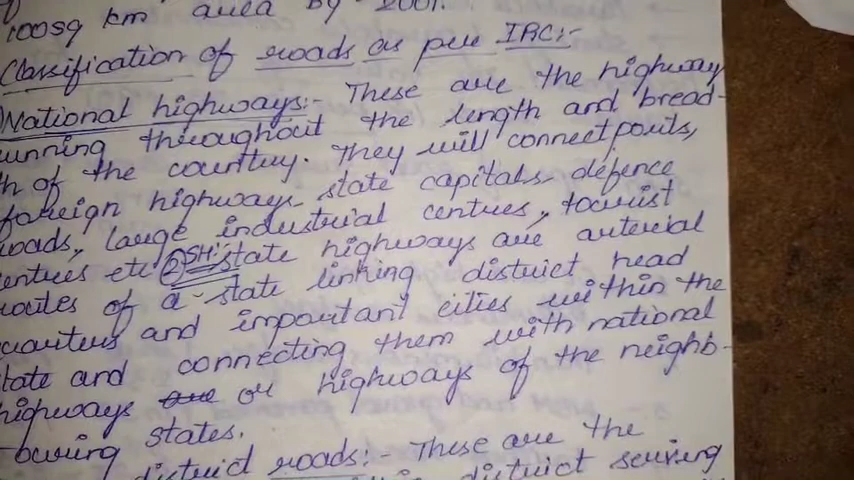 100sq km area by - 2001.
Classification of roads as per IRC:-
National highways:- These are the highway
running throughout the length and bread-
th of the country. They will connect ports,
foreign highways state capitals defence
roads, large industrial centres, tourist
centres etc. ② SH:- state highways are arterial
routes of a state linking district head
quarters and important cities within the
state and connecting them with national
highways or highways of the neighb-
ouring states.
district roads:- These are the
district serving